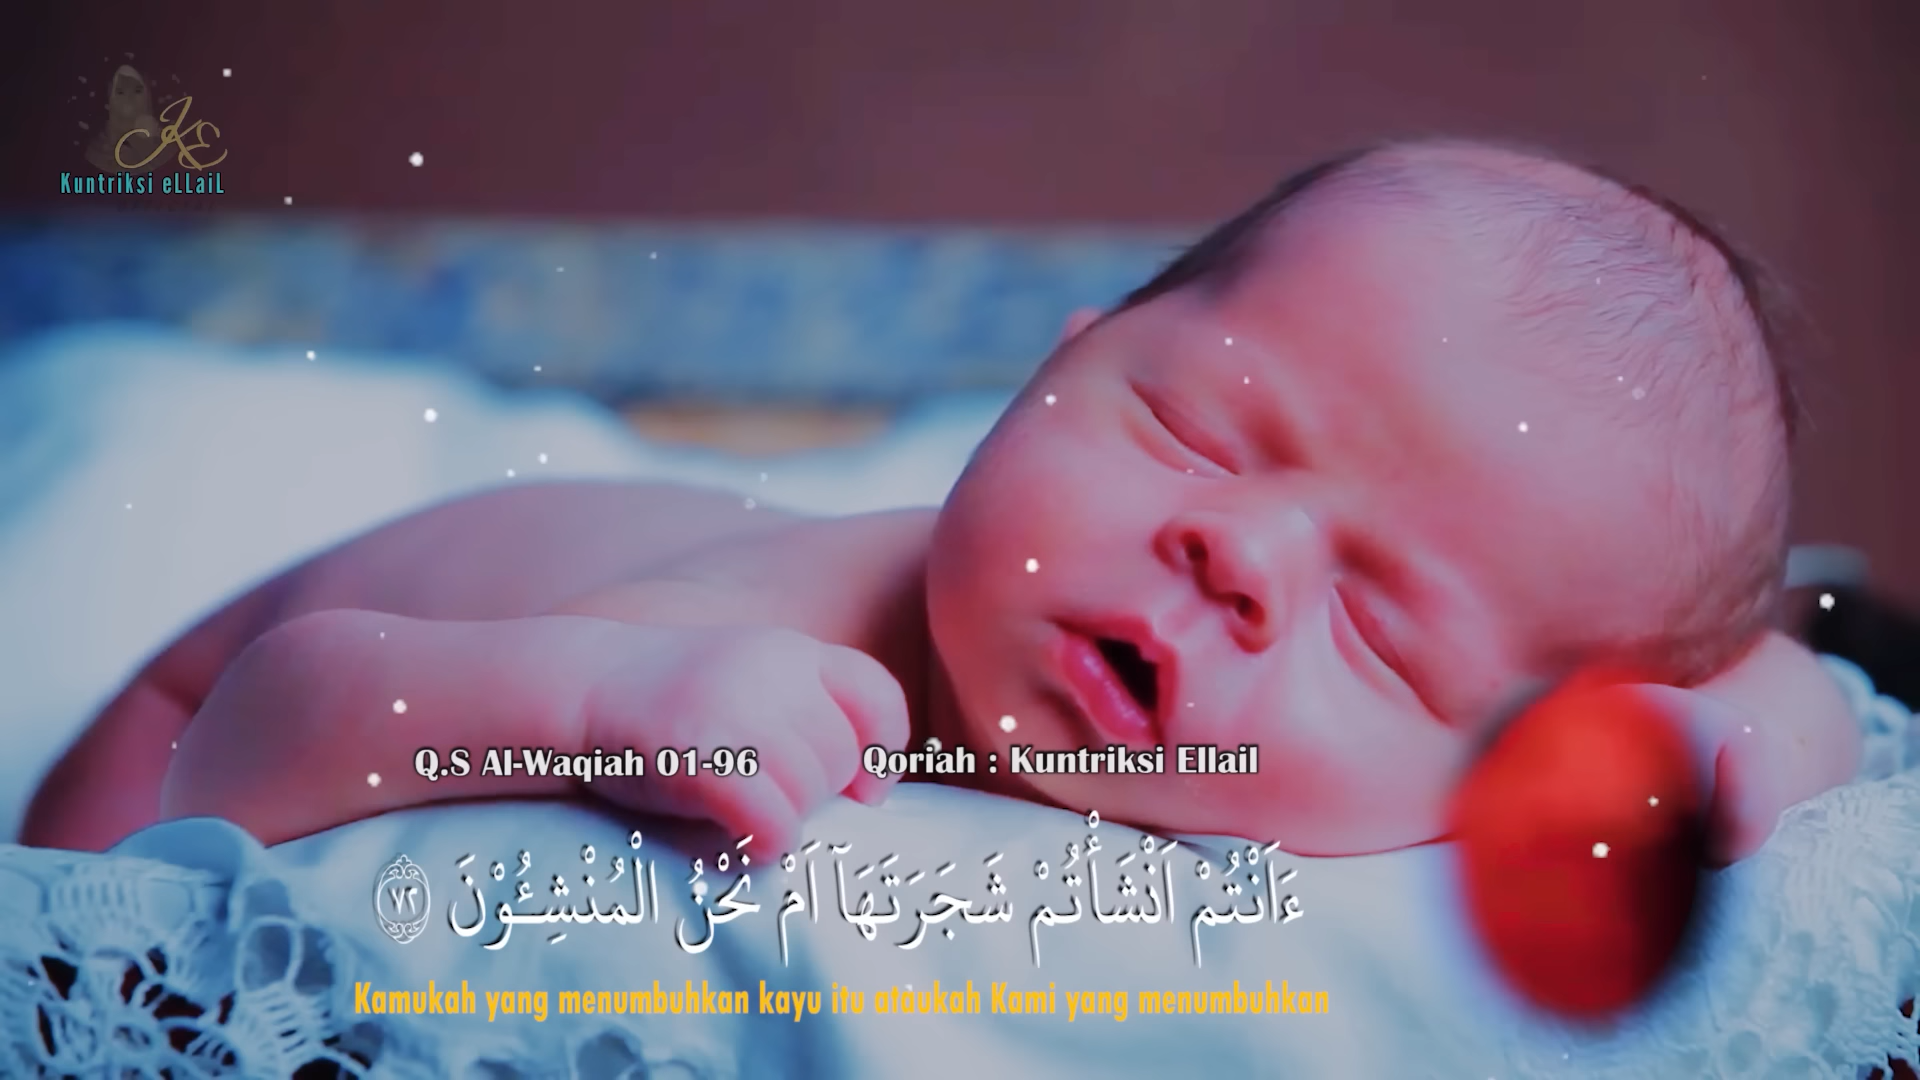 KE
Kuntriksi eLLaiL
Q.S Al-Waqiah 01-96
Qoriah : Kuntriksi Ellail
ءَاَنْتُمْ اَنْشَأْتُمْ شَجَرَتَهَآ اَمْ نَحْنُ الْمُنْشِـُٔوْنَ ٧٢
Kamukah yang menumbuhkan kayu itu ataukah Kami yang menumbuhkan